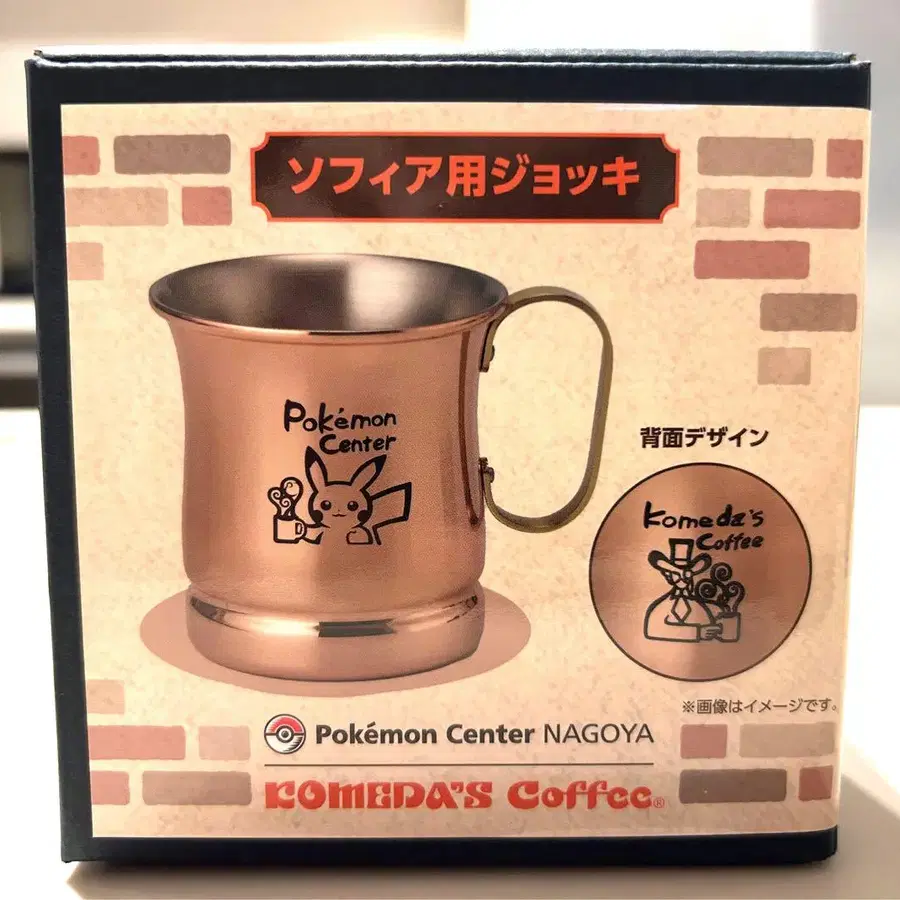 ソフィア用ジョッキ
Pokémon
Center
背面デザイン
Komeda's
Coffee
※画像はイメージです。
Pokémon Center NAGOYA
KOMEDA'S Coffee®